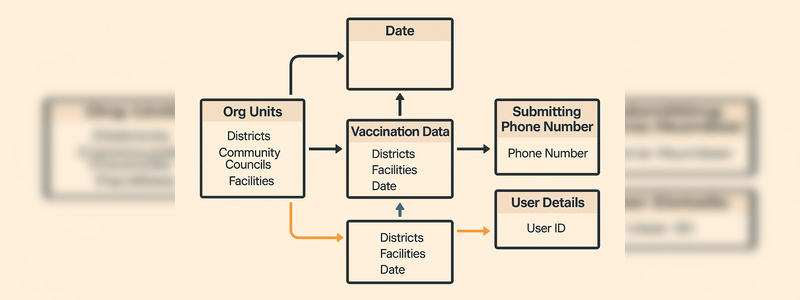 Date
Org Units
Districts
Community
Councils
Facilities
Vaccination Data
Districts
Facilities
Date
Submitting
Phone Number
Phone Number
User Details
User ID
Districts
Facilities
Date